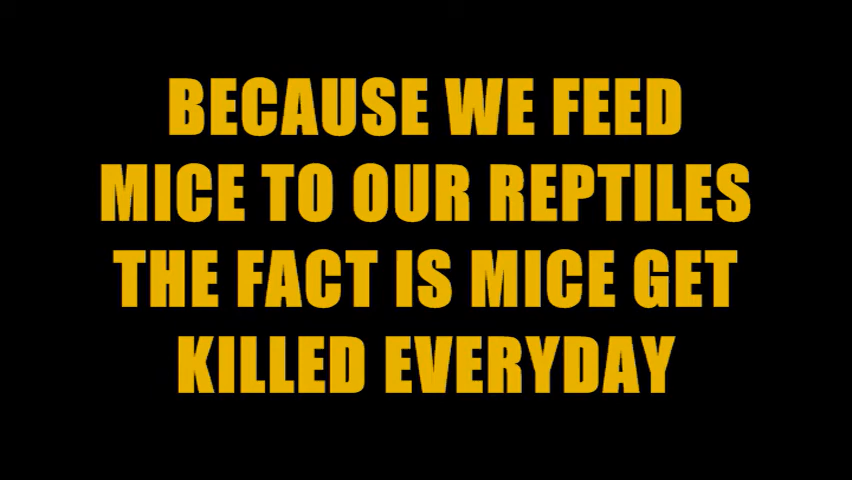 BECAUSE WE FEED
MICE TO OUR REPTILES
THE FACT IS MICE GET
KILLED EVERYDAY